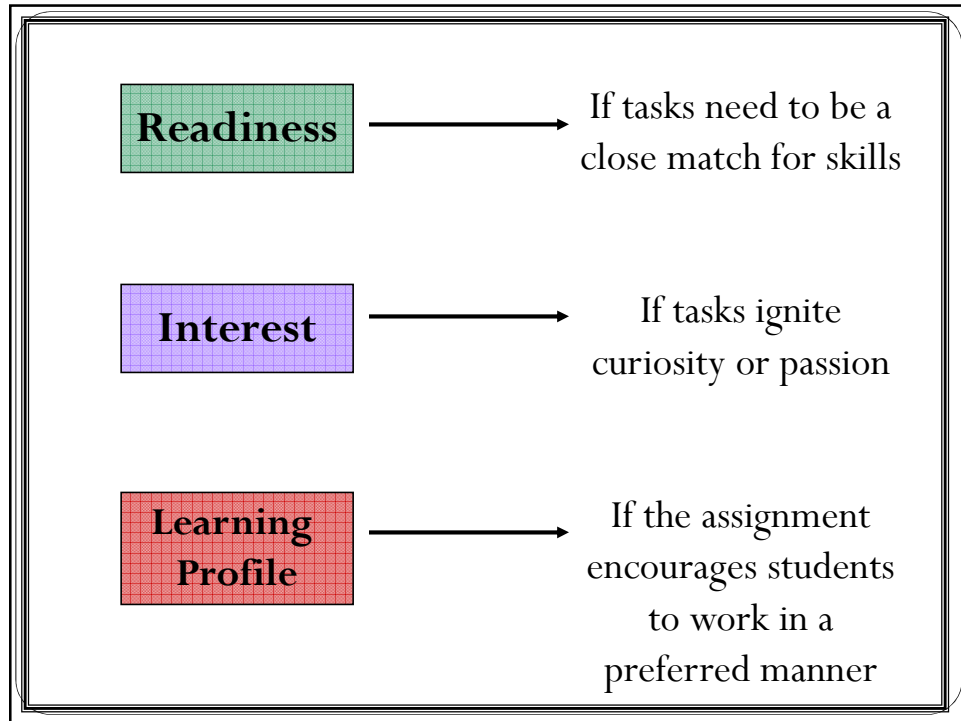 Readiness
If tasks need to be a
close match for skills
Interest
If tasks ignite
curiosity or passion
Learning
Profile
If the assignment
encourages students
to work in a
preferred manner